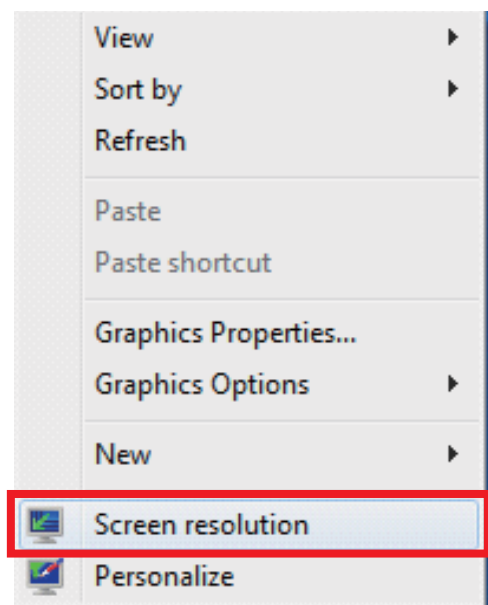 View
Sort by
Refresh
Paste
Paste shortcut
Graphics Properties...
Graphics Options
New
Screen resolution
Personalize